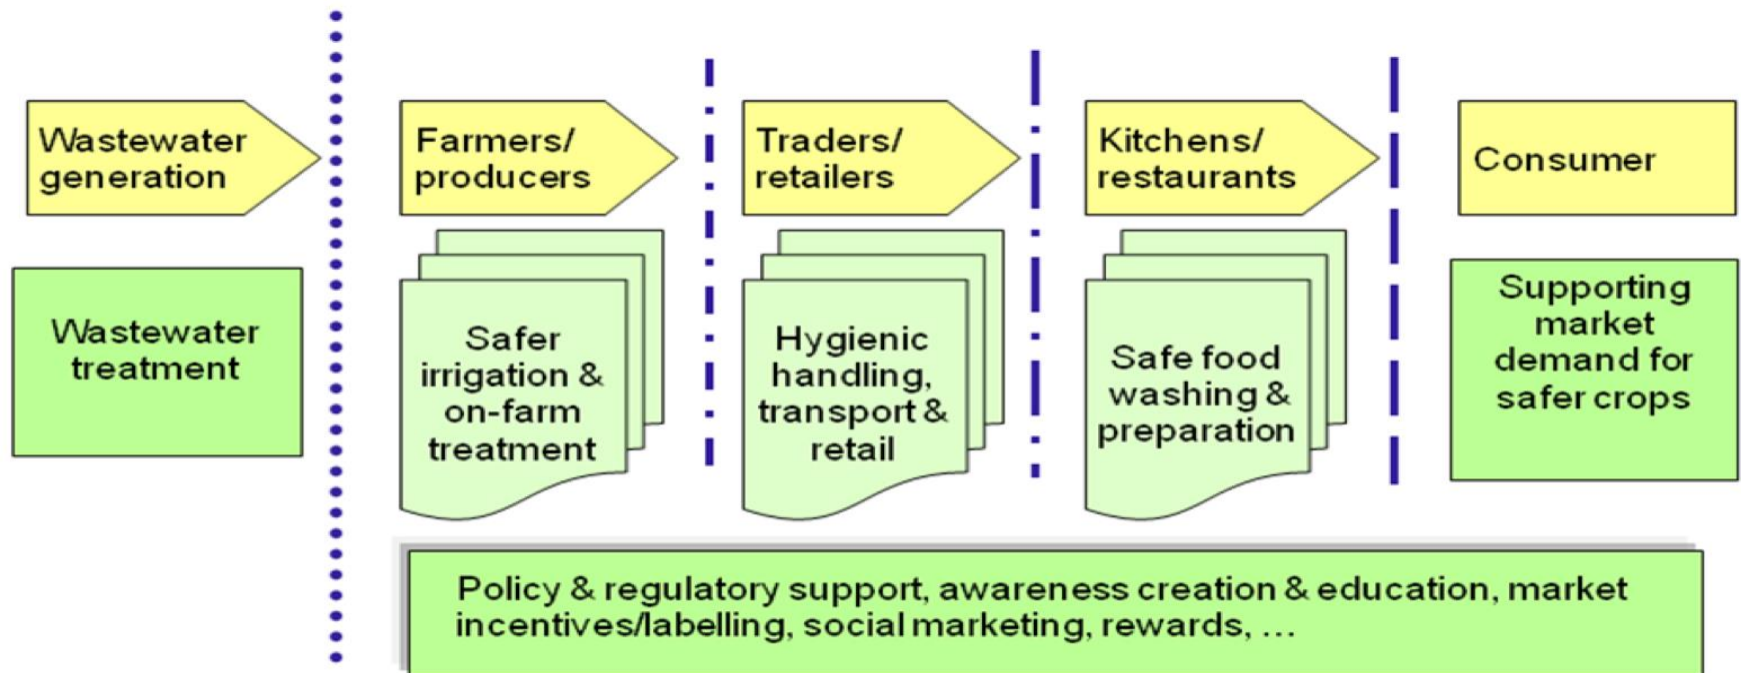 Wastewater
generation
Farmers/
producers
Traders/
retailers
Kitchens/
restaurants
Consumer
Wastewater
treatment
Safer
irrigation &
on-farm
treatment
Hygienic
handling,
transport &
retail
Safe food
washing &
preparation
Supporting
market
demand for
safer crops
Policy & regulatory support, awareness creation & education, market
incentives/labelling, social marketing, rewards, ...